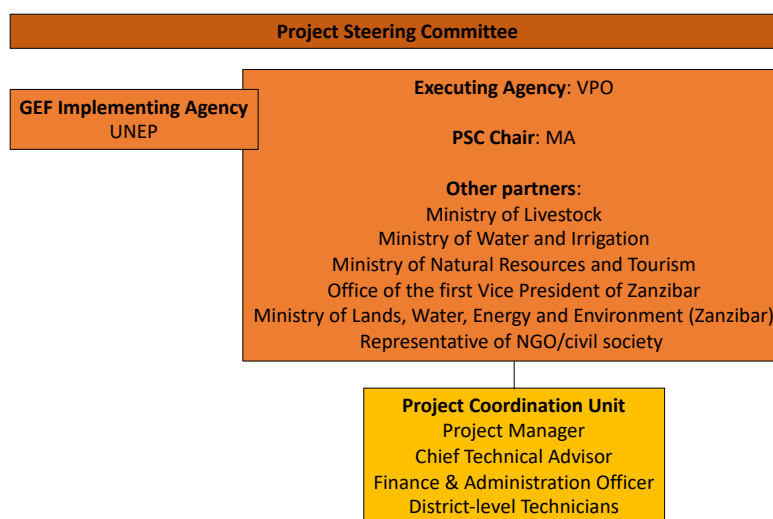 Project Steering Committee
GEF Implementing Agency
UNEP
Executing Agency: VPO
PSC Chair: MA
Other partners:
Ministry of Livestock
Ministry of Water and Irrigation
Ministry of Natural Resources and Tourism
Office of the first Vice President of Zanzibar
Ministry of Lands, Water, Energy and Environment (Zanzibar)
Representative of NGO/civil society
Project Coordination Unit
Project Manager
Chief Technical Advisor
Finance & Administration Officer
District-level Technicians